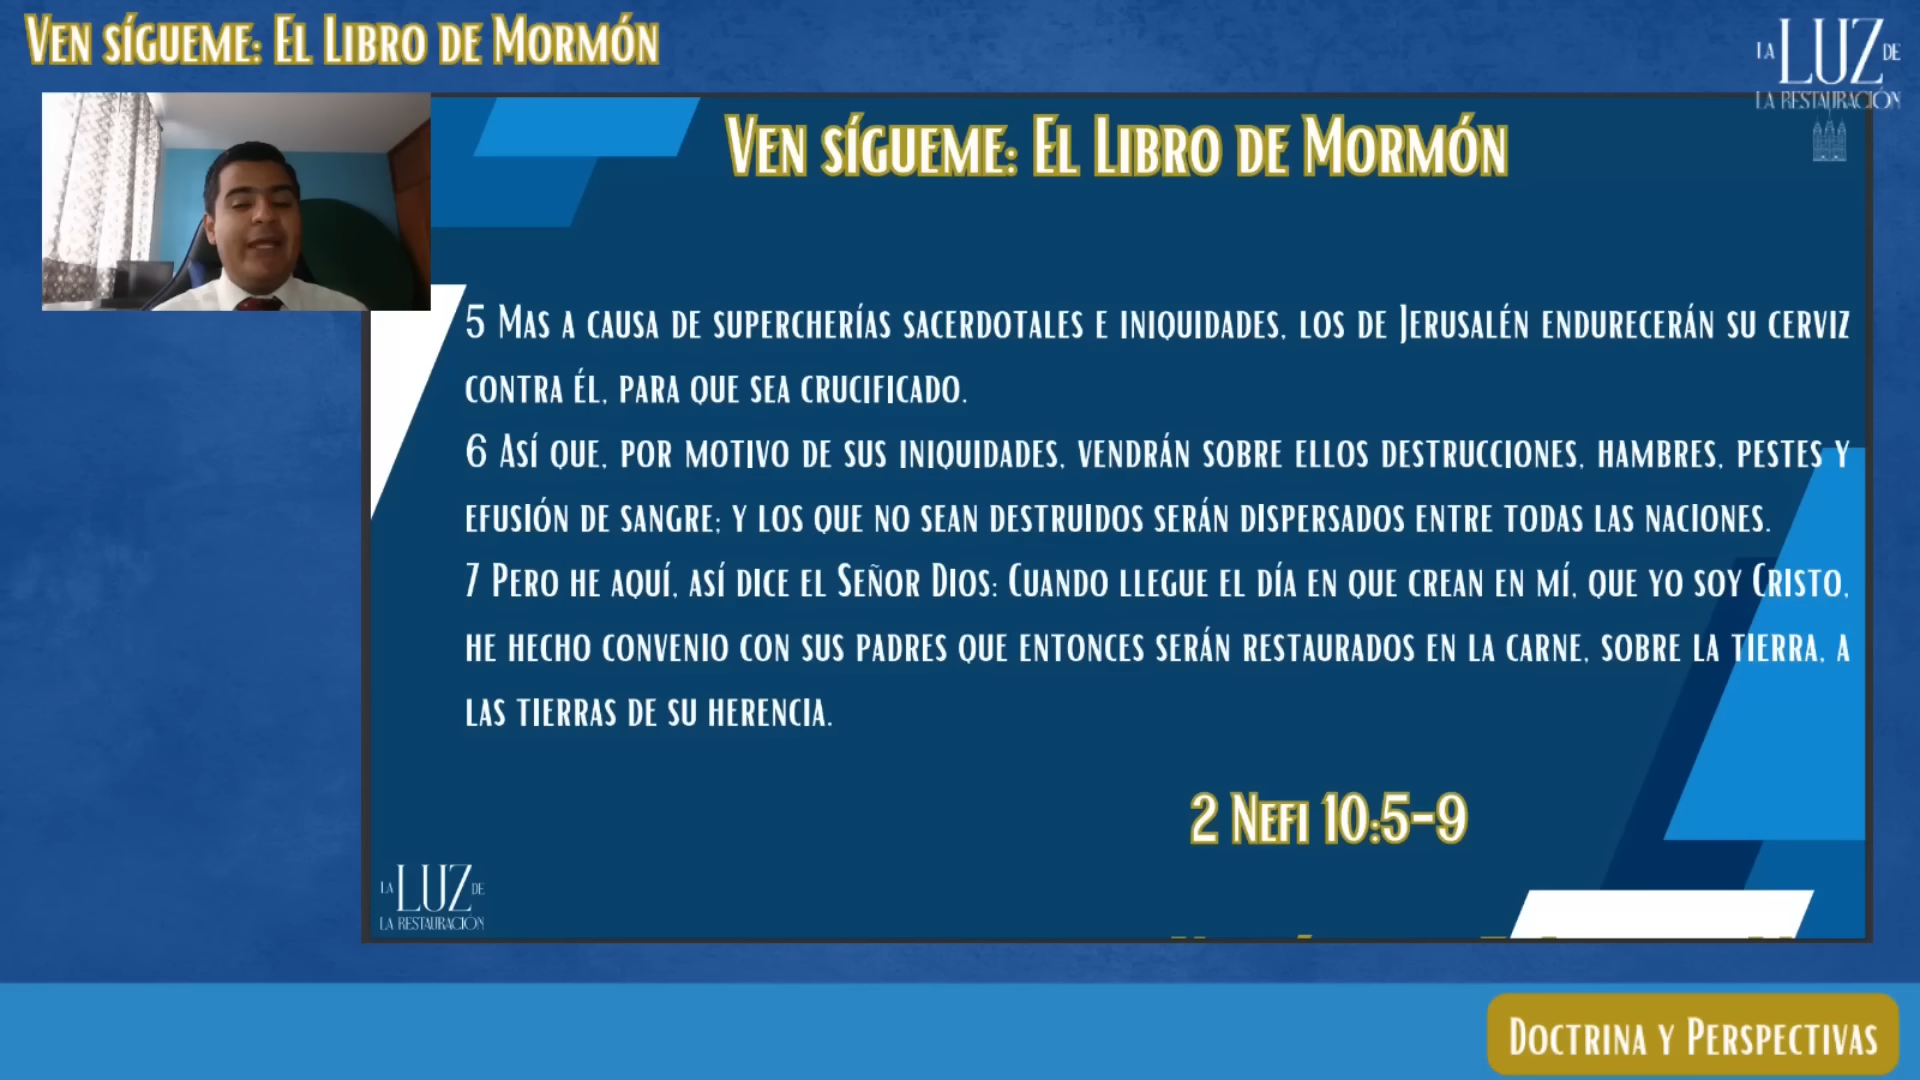 Ven sígueme: El Libro de Mormón
LA LUZ DE
LA RESTAURACIÓN
Ven sígueme: El Libro de Mormón
5 Mas a causa de supercherías sacerdotales e iniquidades, los de Jerusalén endurecerán su cerviz
contra él, para que sea crucificado.
6 Así que, por motivo de sus iniquidades, vendrán sobre ellos destrucciones, hambres, pestes y
efusión de sangre; y los que no sean destruidos serán dispersados entre todas las naciones.
7 Pero he aquí, así dice el Señor Dios: Cuando llegue el día en que crean en mí, que yo soy Cristo,
he hecho convenio con sus padres que entonces serán restaurados en la carne, sobre la tierra, a
las tierras de su herencia.
2 Nefi 10:5-9
LA LUZ DE
LA RESTAURACIÓN
Doctrina y Perspectivas